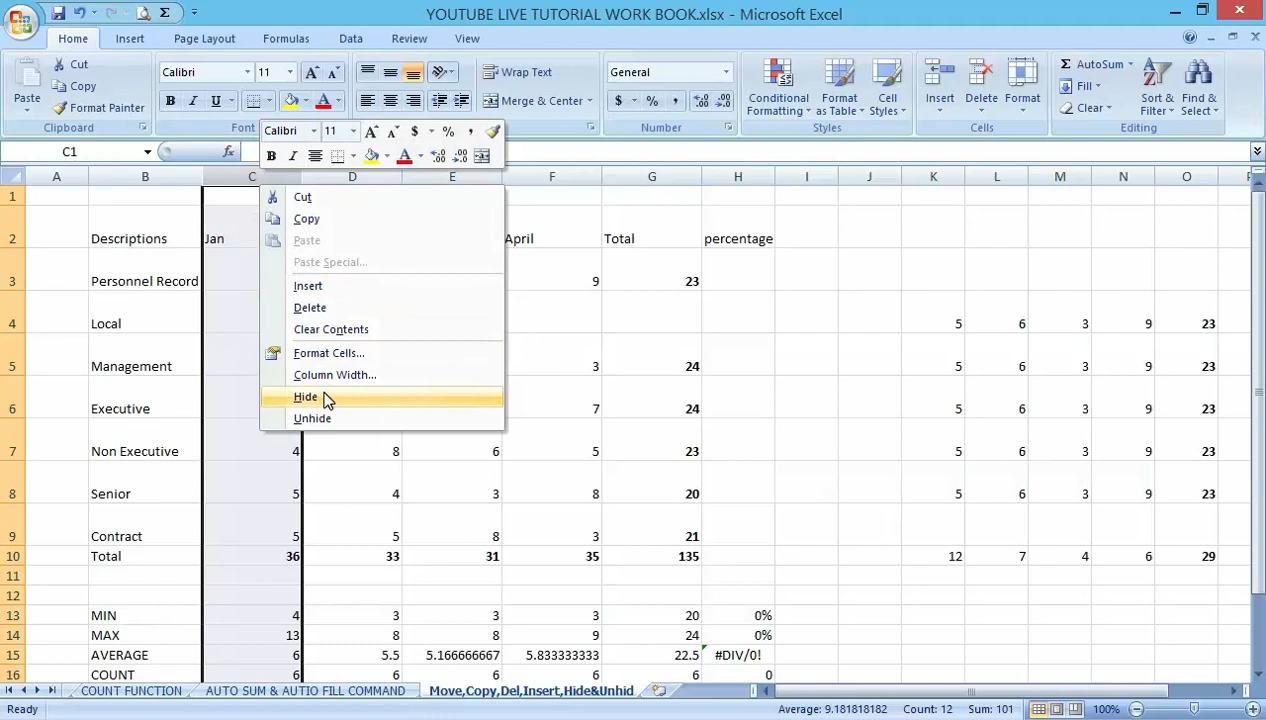 YOUTUBE LIVE TUTORIAL WORK BOOK.xlsx - Microsoft Excel
Home Insert Page Layout Formulas Data Review View
Paste Cut Copy Format Painter Clipboard
Calibri 11 B I U Font
Wrap Text Merge & Center
General $ % , Number
Conditional Formatting Format as Table Cell Styles Styles
Insert Delete Format Cells
Σ AutoSum Fill Clear Sort & Filter Find & Select Editing
Calibri 11 $ % ,
B I A
C1 fx
A B C D E F G H I J K L M N O
1
2 Descriptions Jan April Total percentage
3 Personnel Record 9 23
4 Local 5 6 3 9 23
5 Management 3 24 5 6 3 9 23
6 Executive 7 24 5 6 3 9 23
7 Non Executive 4 8 6 5 23 5 6 3 9 23
8 Senior 5 4 3 8 20 5 6 3 9 23
9 Contract 5 5 8 3 21
10 Total 36 33 31 35 135 12 7 4 6 29
11
12
13 MIN 4 3 3 3 20 0%
14 MAX 13 8 8 9 24 0%
15 AVERAGE 6 5.5 5.166666667 5.833333333 22.5 #DIV/0!
16 COUNT 6 6 6 6 6 0
Cut
Copy
Paste
Paste Special...
Insert
Delete
Clear Contents
Format Cells...
Column Width...
Hide
Unhide
COUNT FUNCTION AUTO SUM & AUTIO FILL COMMAND Move,Copy,Del,Insert,Hide&Unhid
Ready Average: 9.181818182 Count: 12 Sum: 101 100%